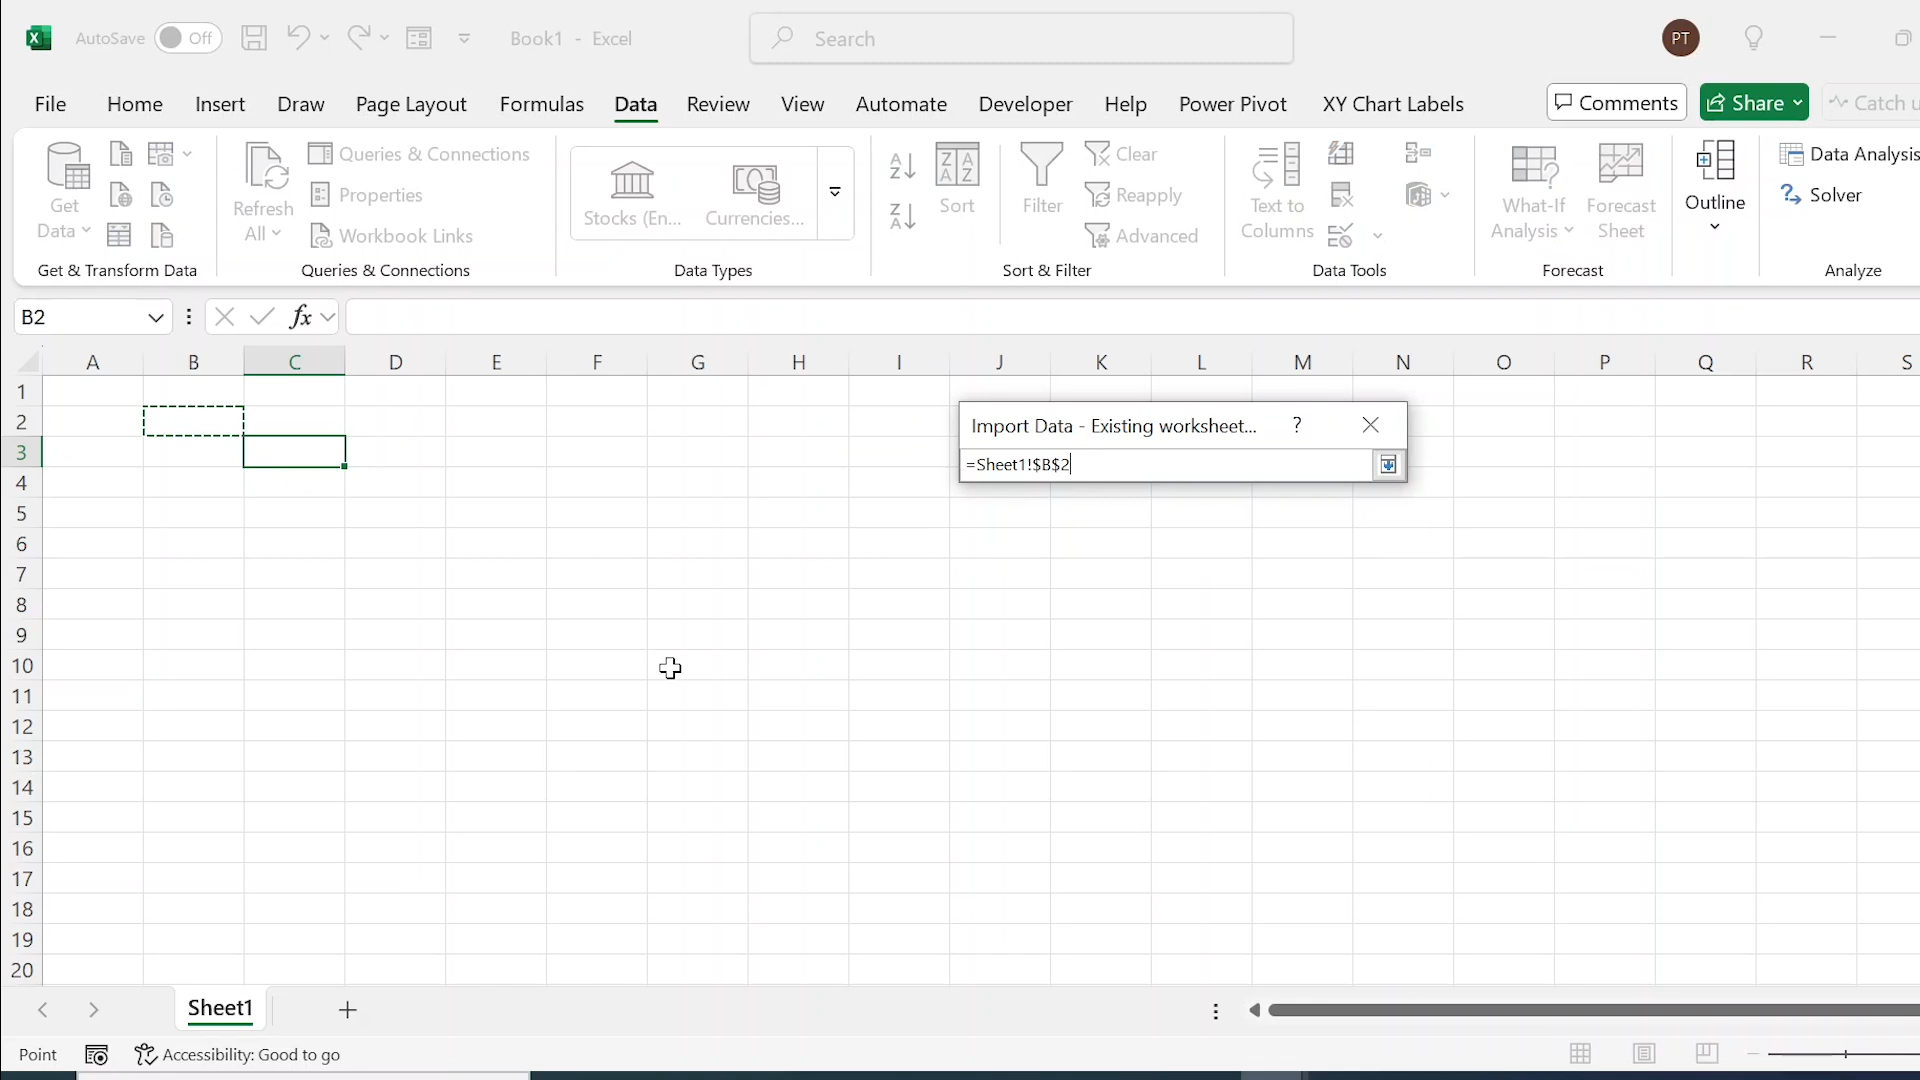 AutoSave Off Book1 - Excel Search PT
File Home Insert Draw Page Layout Formulas Data Review View Automate Developer Help Power Pivot XY Chart Labels Comments Share Catch
Get Data
Get & Transform Data
Refresh All
Queries & Connections
Properties
Workbook Links
Queries & Connections
Stocks (En... Currencies...
Data Types
Sort
Filter
Clear
Reapply
Advanced
Sort & Filter
Text to Columns
Data Tools
What-If Analysis
Forecast Sheet
Forecast
Outline
Data Analysis
Solver
Analyze
B2 fx
A B C D E F G H I J K L M N O P Q R S
1
2
3
4
5
6
7
8
9
10
11
12
13
14
15
16
17
18
19
20
Import Data - Existing worksheet... ?
=Sheet1!$B$2
Sheet1
Point Accessibility: Good to go